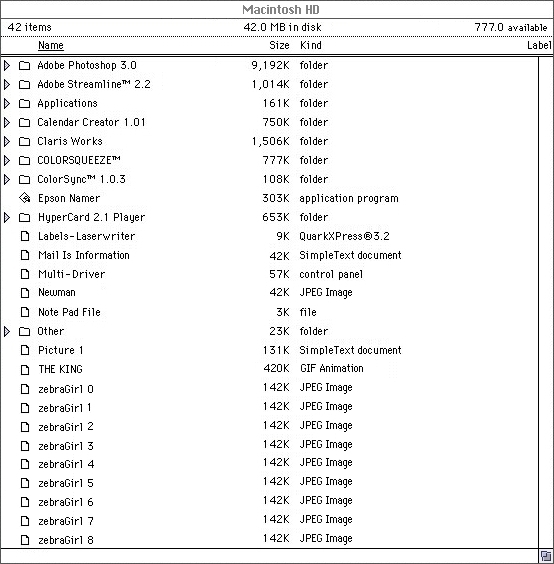 Macintosh HD
42 items 42.0 MB in disk 777.0 available
Name Size Kind Label
Adobe Photoshop 3.0 9,192K folder
Adobe Streamline™ 2.2 1,014K folder
Applications 161K folder
Calendar Creator 1.01 750K folder
Claris Works 1,506K folder
COLORSQUEEZE™ 777K folder
ColorSync™ 1.0.3 108K folder
Epson Namer 303K application program
HyperCard 2.1 Player 653K folder
Labels-Laserwriter 9K QuarkXPress®3.2
Mail Is Information 42K SimpleText document
Multi-Driver 57K control panel
Newman 42K JPEG Image
Note Pad File 3K file
Other 23K folder
Picture 1 131K SimpleText document
THE KING 420K GIF Animation
zebraGirl 0 142K JPEG Image
zebraGirl 1 142K JPEG Image
zebraGirl 2 142K JPEG Image
zebraGirl 3 142K JPEG Image
zebraGirl 4 142K JPEG Image
zebraGirl 5 142K JPEG Image
zebraGirl 6 142K JPEG Image
zebraGirl 7 142K JPEG Image
zebraGirl 8 142K JPEG Image